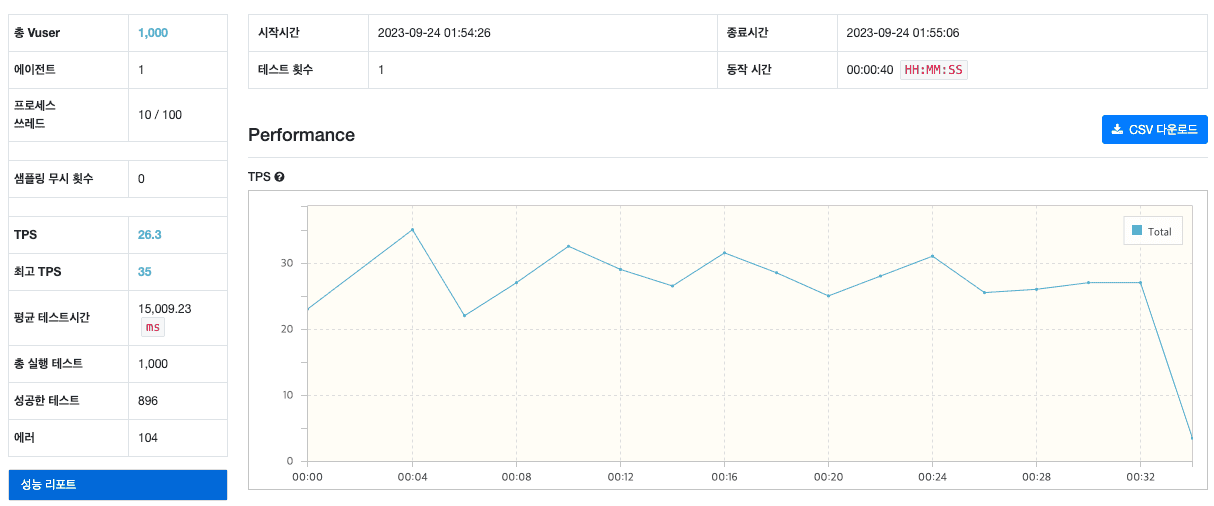 총 Vuser 1,000
에이전트 1
프로세스
쓰레드
10 / 100
샘플링 무시 횟수 0
TPS 26.3
최고 TPS 35
평균 테스트시간 15,009.23
ms
총 실행 테스트 1,000
성공한 테스트 896
에러 104
성능 리포트
시작시간 2023-09-24 01:54:26 종료시간 2023-09-24 01:55:06
테스트 횟수 1 동작 시간 00:00:40 HH:MM:SS
Performance
CSV 다운로드
TPS
Total
30
20
10
0
00:00 00:04 00:08 00:12 00:16 00:20 00:24 00:28 00:32